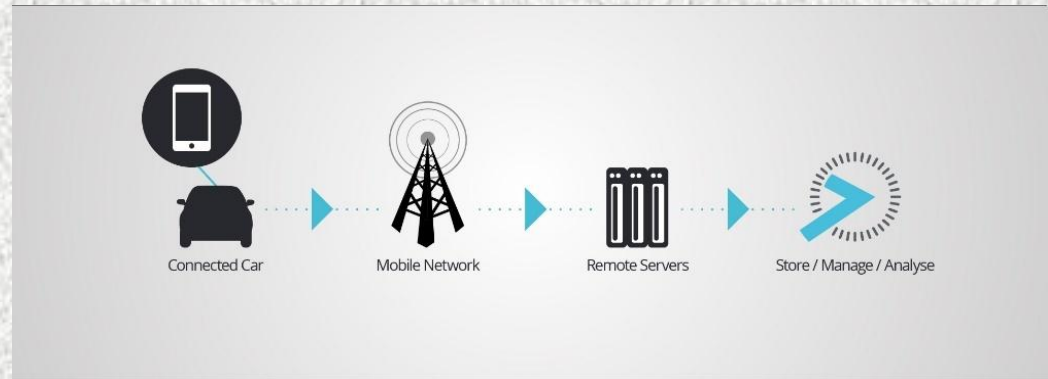 Connected Car
Mobile Network
Remote Servers
Store / Manage / Analyse